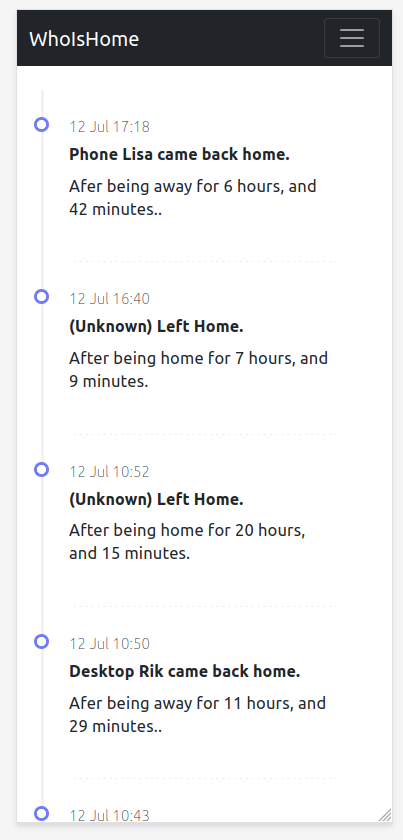 WhoIsHome
12 Jul 17:18
Phone Lisa came back home.
Afer being away for 6 hours, and
42 minutes..
12 Jul 16:40
(Unknown) Left Home.
After being home for 7 hours, and
9 minutes.
12 Jul 10:52
(Unknown) Left Home.
After being home for 20 hours,
and 15 minutes.
12 Jul 10:50
Desktop Rik came back home.
Afer being away for 11 hours, and
29 minutes..
12 Jul 10:43